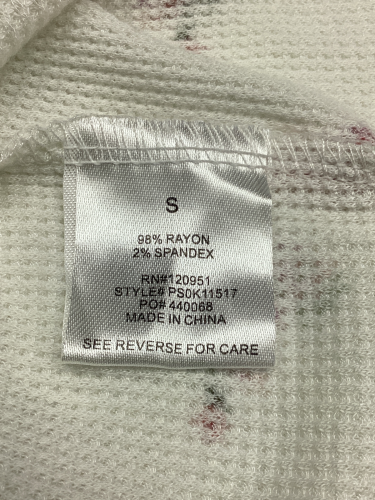 S
98% RAYON
2% SPANDEX
RN#120951
STYLE# PS0K11517
PO# 440068
MADE IN CHINA
SEE REVERSE FOR CARE